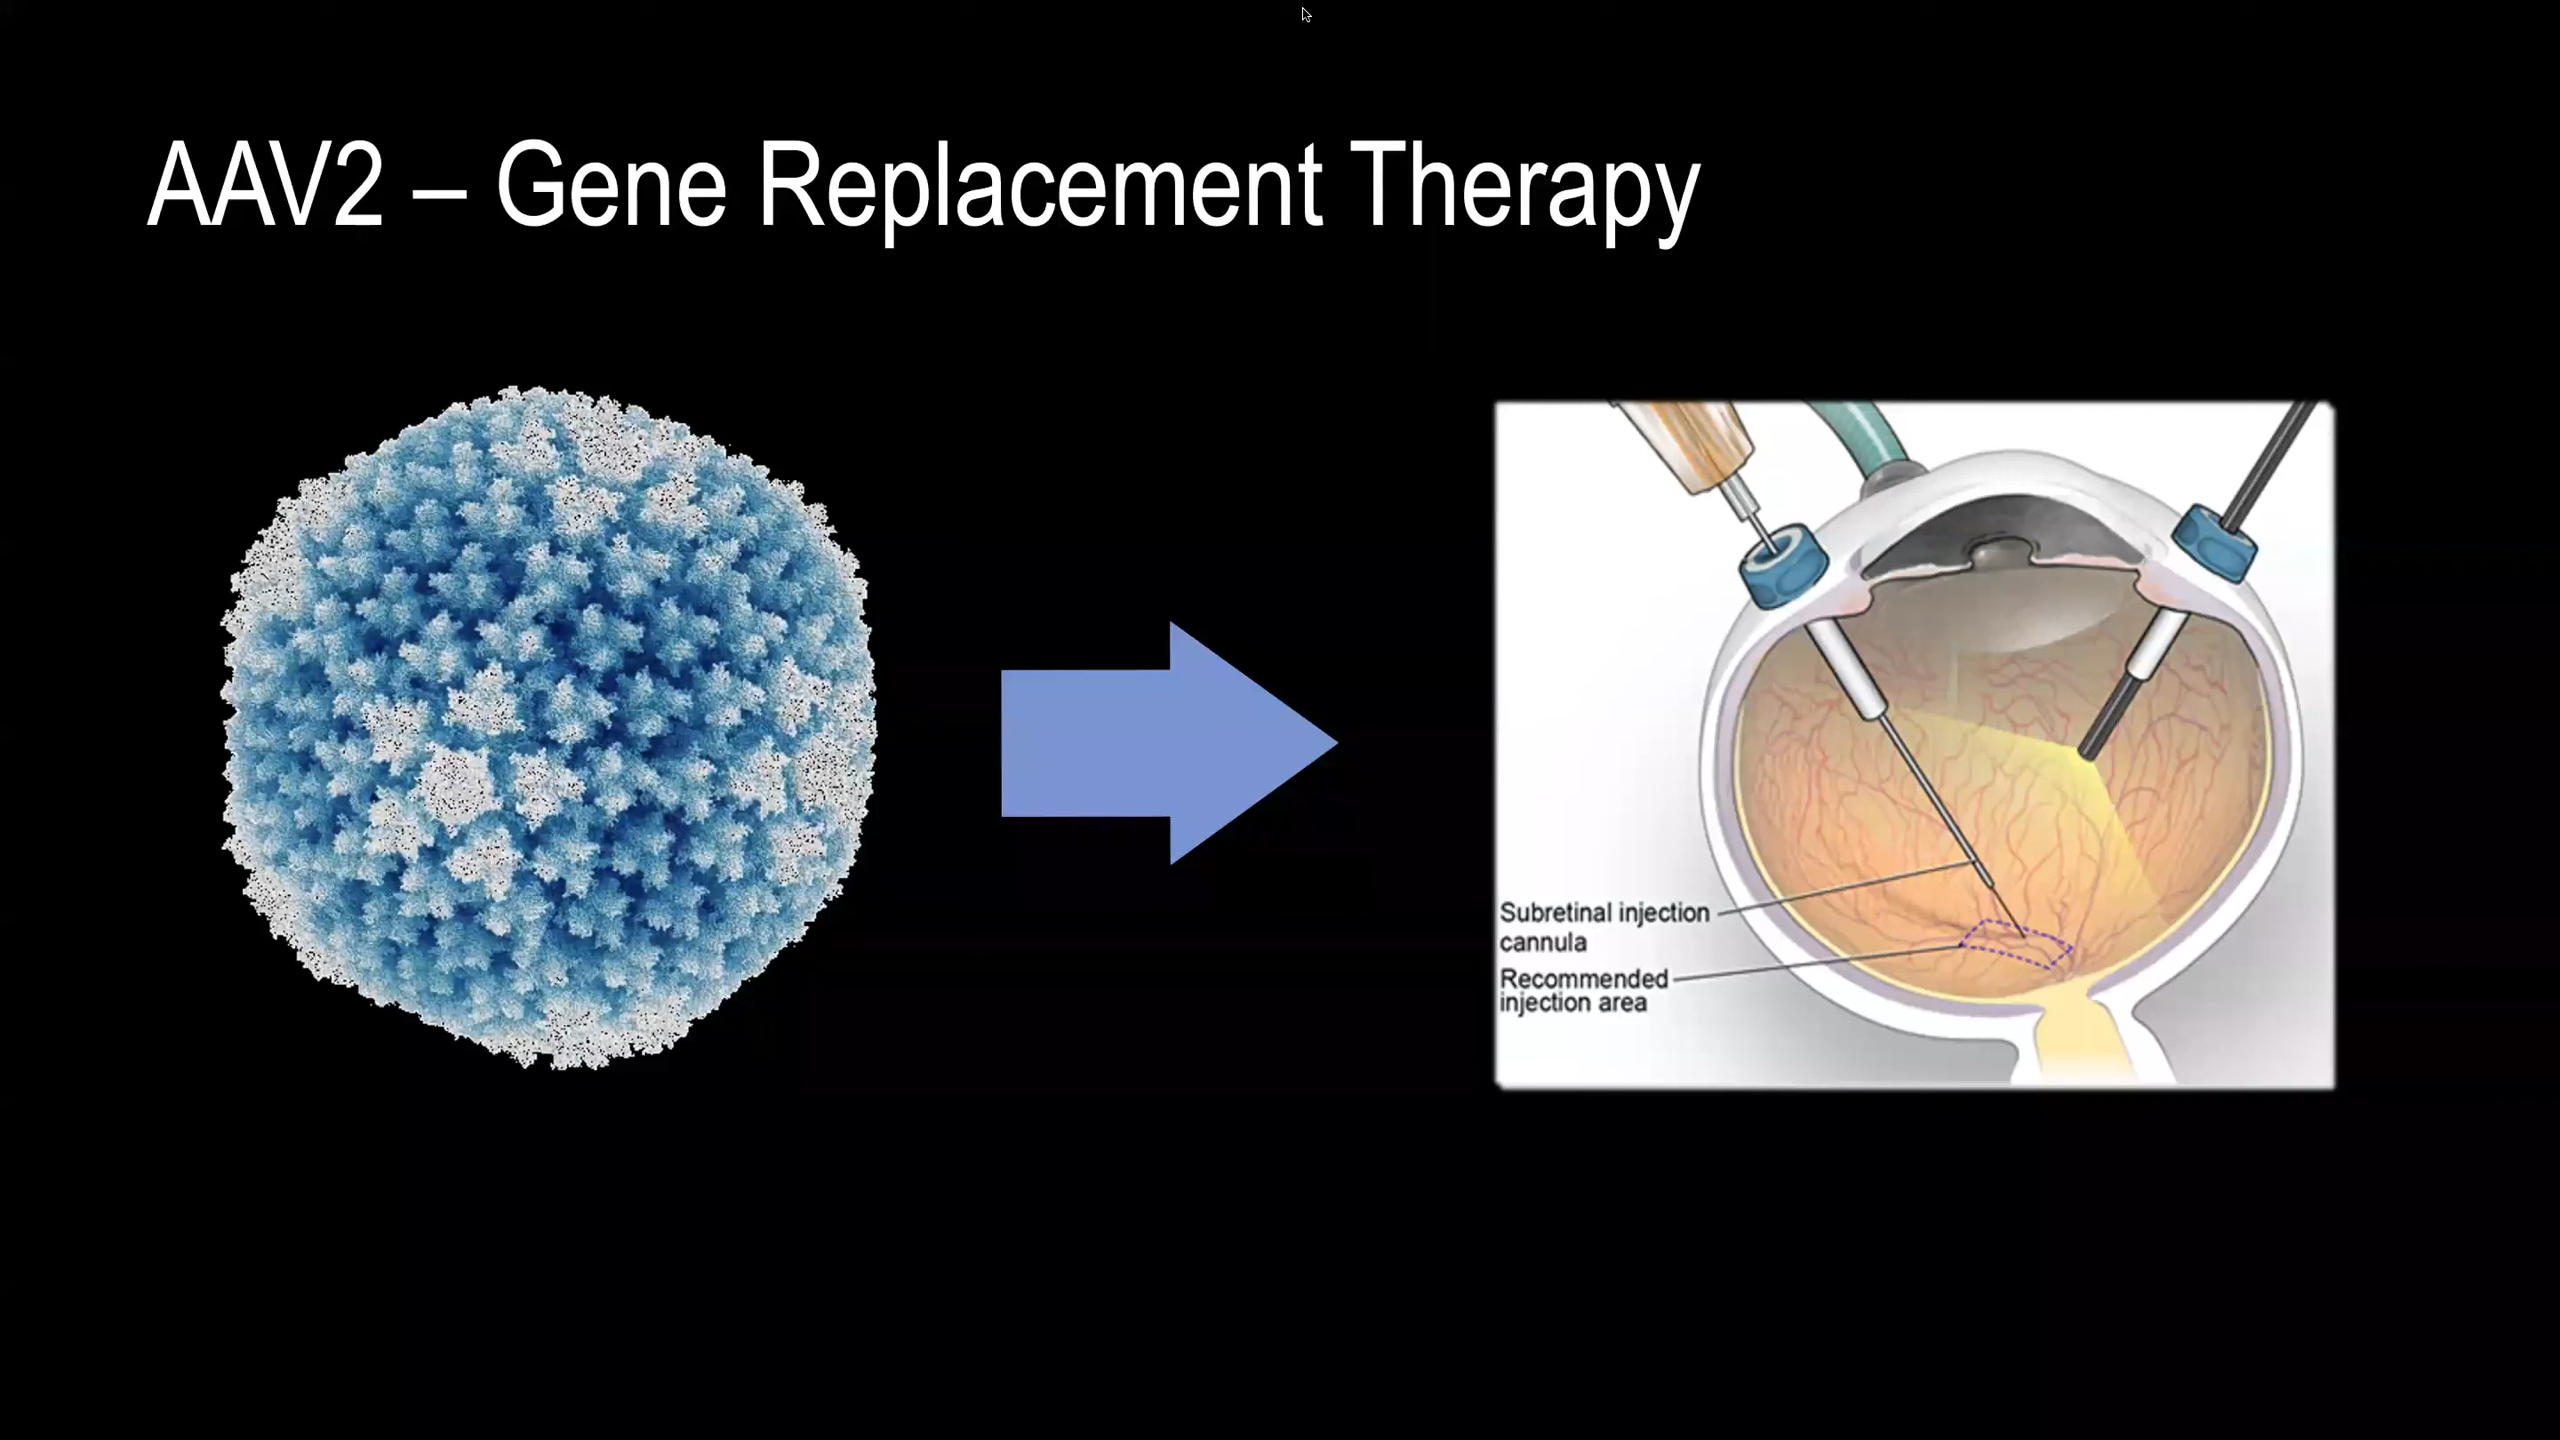 AAV2 – Gene Replacement Therapy
Subretinal injection
cannula
Recommended
injection area